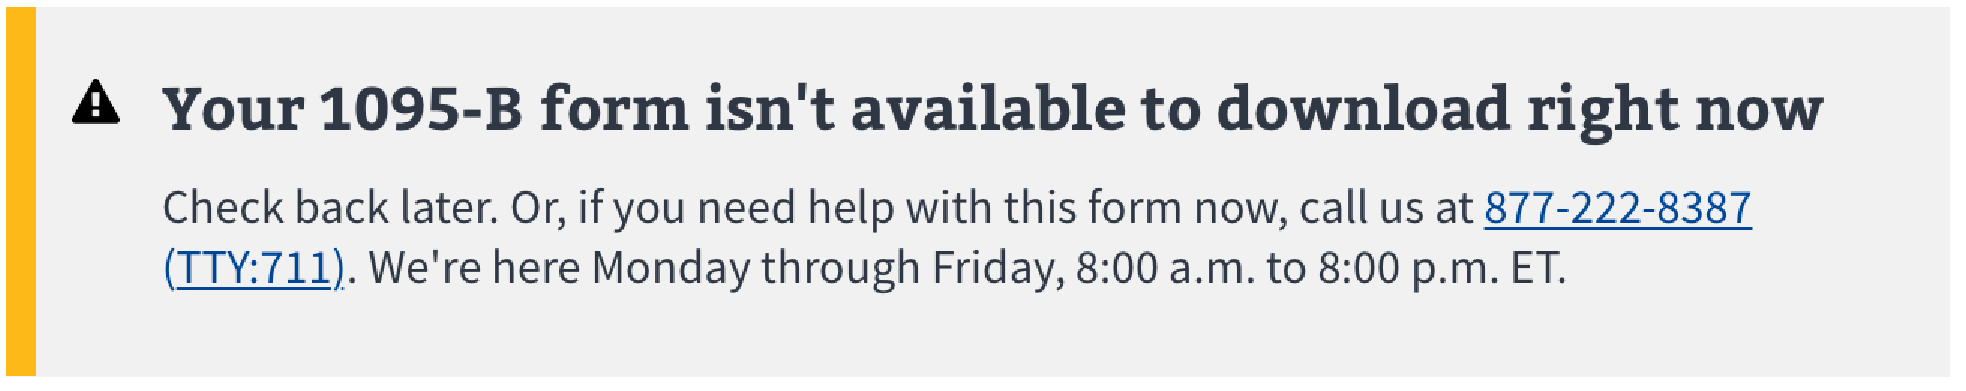 Your 1095-B form isn't available to download right now
Check back later. Or, if you need help with this form now, call us at 877-222-8387
(TTY:711). We're here Monday through Friday, 8:00 a.m. to 8:00 p.m. ET.